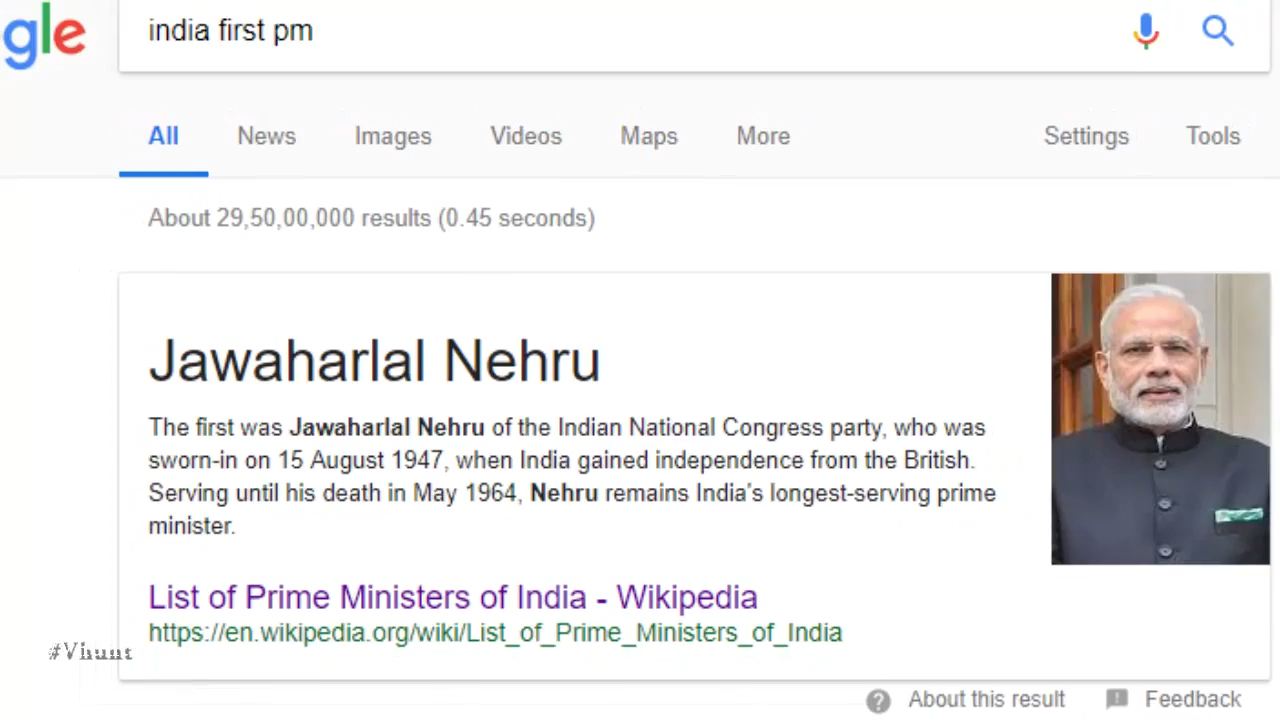 gle
india first pm
All News Images Videos Maps More Settings Tools
About 29,50,00,000 results (0.45 seconds)
Jawaharlal Nehru
The first was Jawaharlal Nehru of the Indian National Congress party, who was
sworn-in on 15 August 1947, when India gained independence from the British.
Serving until his death in May 1964, Nehru remains India's longest-serving prime
minister.
List of Prime Ministers of India - Wikipedia
https://en.wikipedia.org/wiki/List_of_Prime_Ministers_of_India
#Vhunt
About this result Feedback